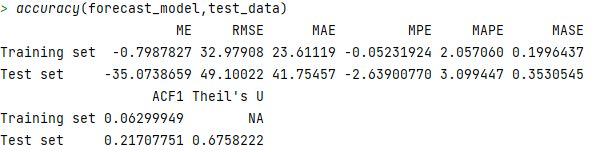 > accuracy(forecast_model,test_data)
ME RMSE MAE MPE MAPE MASE
Training set -0.7987827 32.97908 23.61119 -0.05231924 2.057060 0.1996437
Test set -35.0738659 49.10022 41.75457 -2.63900770 3.099447 0.3530545
ACF1 Theil's U
Training set 0.06299949 NA
Test set 0.21707751 0.6758222